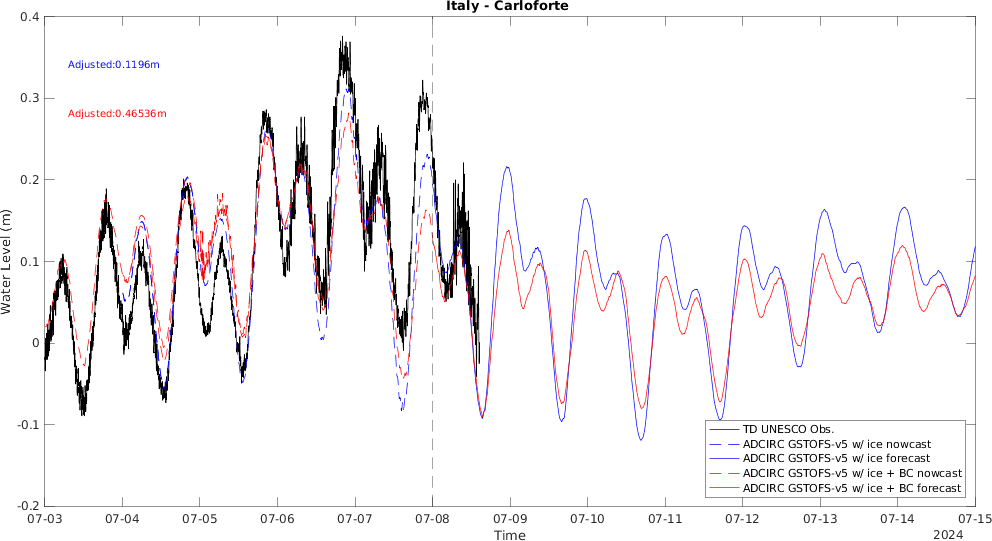 Italy - Carloforte
Adjusted:0.1196m
Adjusted:0.46536m
Water Level (m)
0.4
0.3
0.2
0.1
0
-0.1
-0.2
TD UNESCO Obs.
ADCIRC GSTOFS-v5 w/ ice nowcast
ADCIRC GSTOFS-v5 w/ ice forecast
ADCIRC GSTOFS-v5 w/ ice + BC nowcast
ADCIRC GSTOFS-v5 w/ ice + BC forecast
07-03 07-04 07-05 07-06 07-07 07-08 07-09 07-10 07-11 07-12 07-13 07-14 07-15
Time
2024